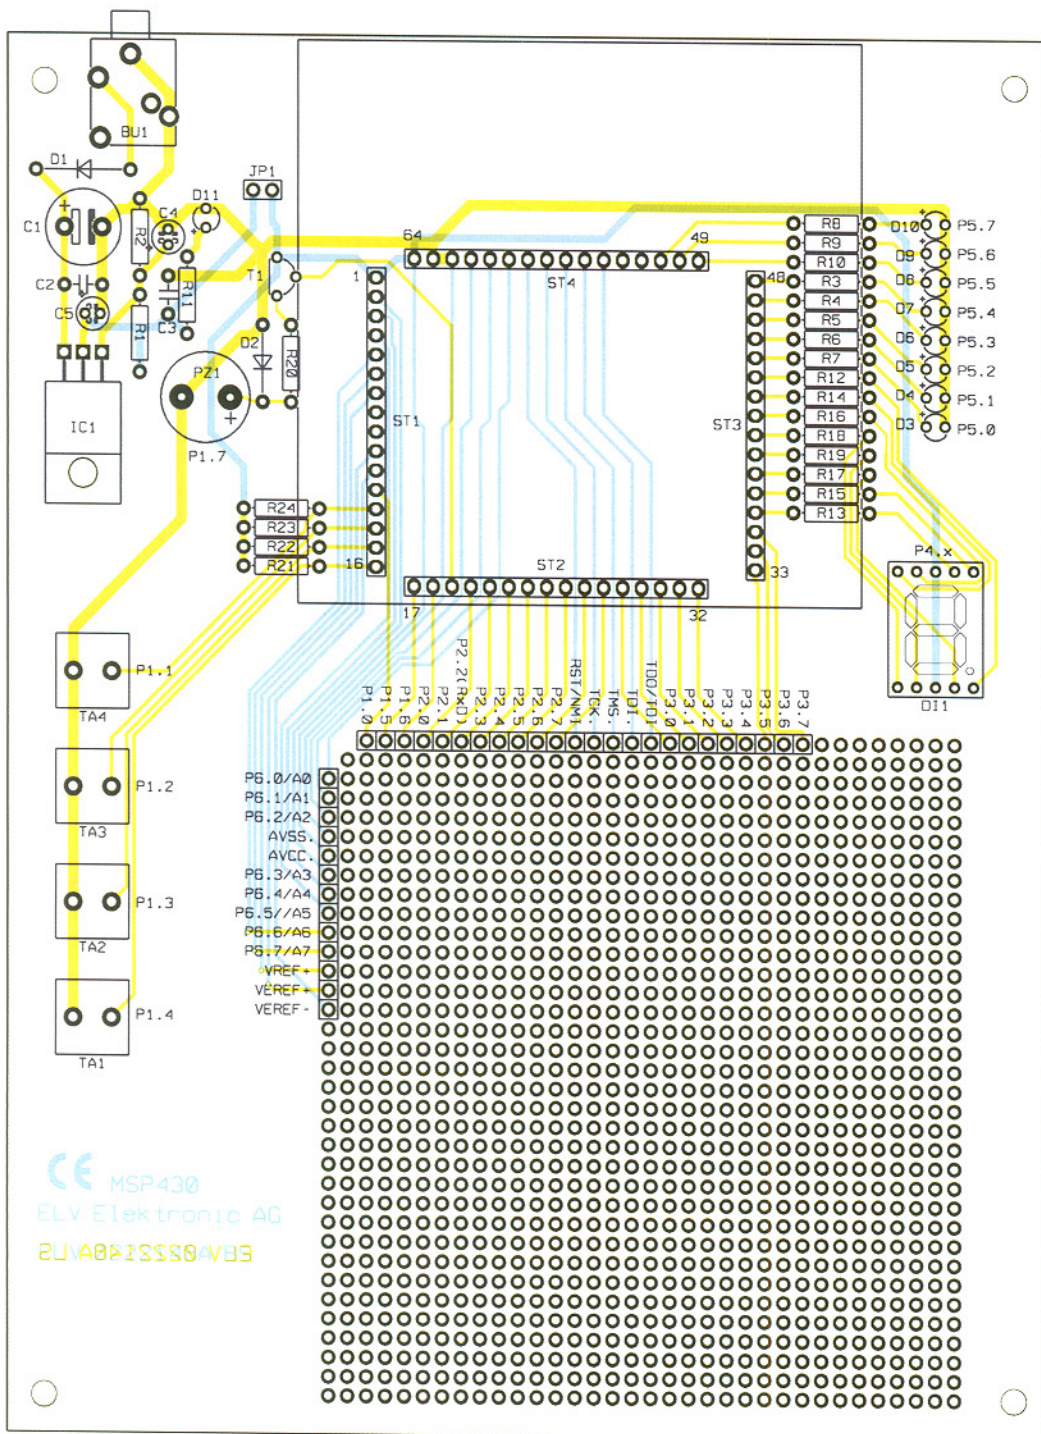 BU1
D1
JP1
C1
C4
D11
R2
64
49
R8
D10
P5.7
R9
D9
P5.6
R10
C2
T1
1
ST4
48
R3
P5.5
R11
R4
D7
P5.4
C5
C3
R5
R1
D2
R20
R6
D6
P5.3
PZ1
R7
D5
P5.2
R12
R14
D4
P5.1
IC1
ST1
R16
ST3
R18
D3
P5.0
P1.7
R19
R17
R15
R24
R23
R13
R22
R21
16
ST2
33
P4.x
17
32
P1.1
TA4
DI1
P1.0
P1.5
P1.6
P2.0
P2.1
P2.2(RxD)
P2.3
P2.4
P2.5
P2.6
P2.7
RST/NMI
TCK.
TMS.
TDI.
TDO/TDI
P3.0
P3.1
P3.2
P3.3
P3.4
P3.5
P3.6
P3.7
P1.2
TA3
P6.0/A0
P6.1/A1
P6.2/A2
AVSS.
AVCC.
P6.3/A3
P6.4/A4
P6.5//A5
P6.6/A6
P6.7/A7
VREF+
VEREF+
VEREF-
P1.3
TA2
P1.4
TA1
CE
MSP430
ELV Elektronic AG